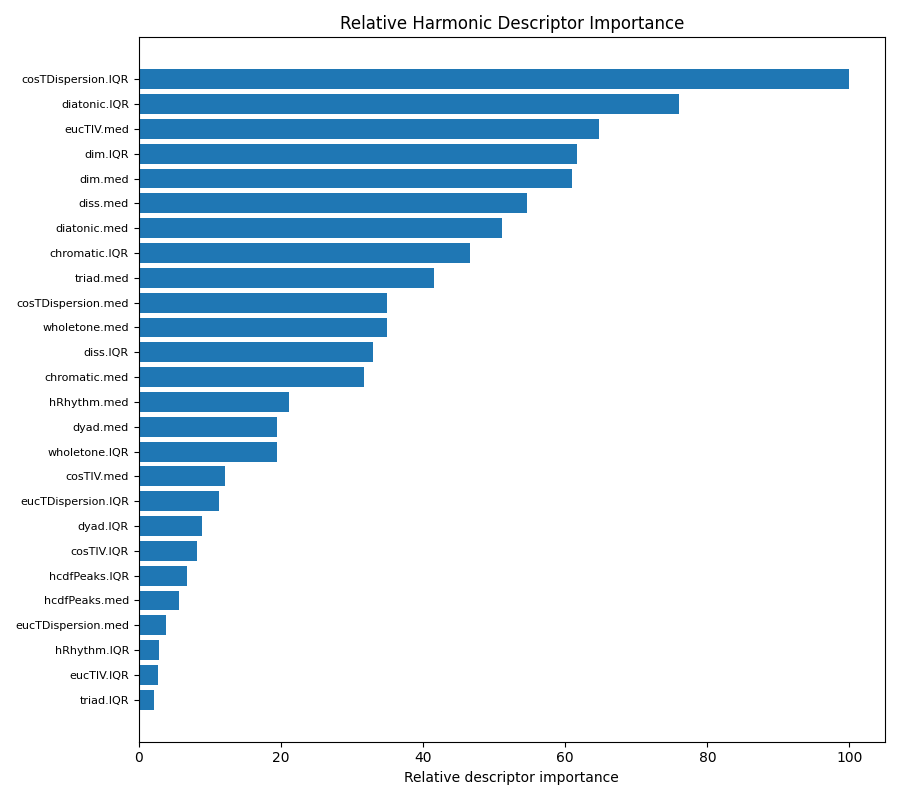 Relative Harmonic Descriptor Importance
cosTDispersion.IQR
diatonic.IQR
eucTIV.med
dim.IQR
dim.med
diss.med
diatonic.med
chromatic.IQR
triad.med
cosTDispersion.med
wholetone.med
diss.IQR
chromatic.med
hRhythm.med
dyad.med
wholetone.IQR
cosTIV.med
eucTDispersion.IQR
dyad.IQR
cosTIV.IQR
hcdfPeaks.IQR
hcdfPeaks.med
eucTDispersion.med
hRhythm.IQR
eucTIV.IQR
triad.IQR
0 20 40 60 80 100
Relative descriptor importance